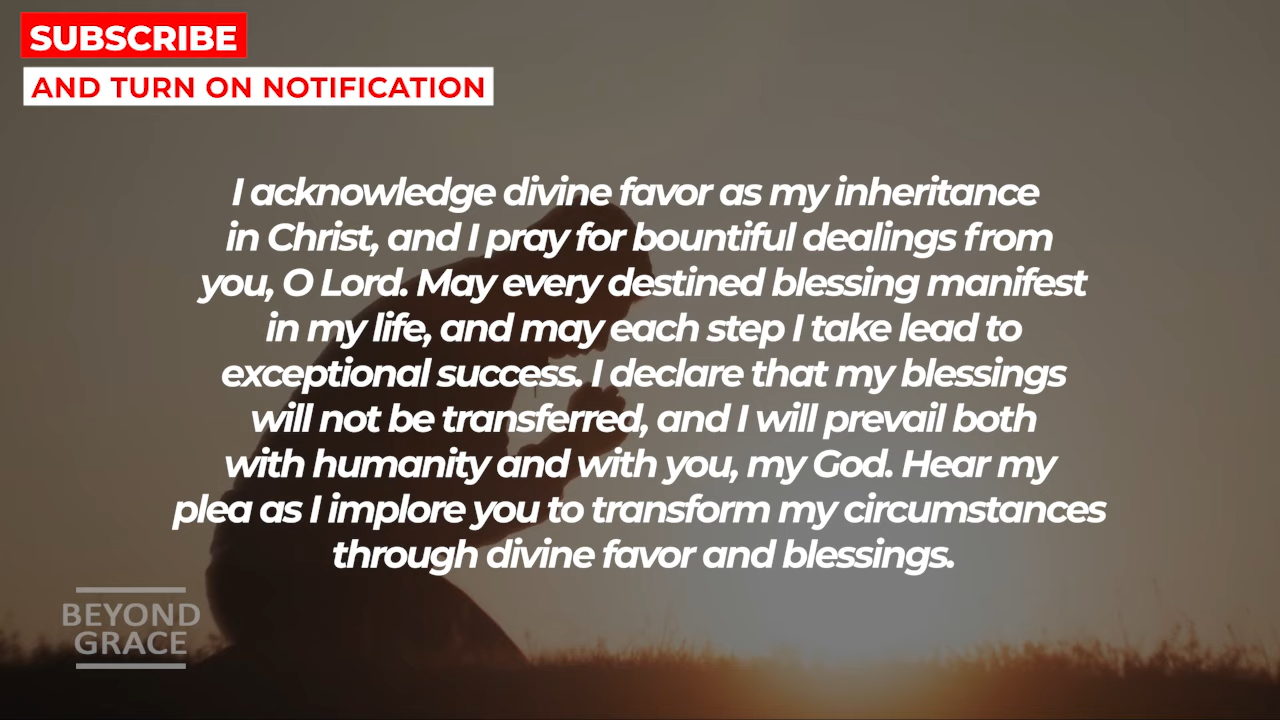 SUBSCRIBE
AND TURN ON NOTIFICATION
I acknowledge divine favor as my inheritance
in Christ, and I pray for bountiful dealings from
you, O Lord. May every destined blessing manifest
in my life, and may each step I take lead to
exceptional success. I declare that my blessings
will not be transferred, and I will prevail both
with humanity and with you, my God. Hear my
plea as I implore you to transform my circumstances
through divine favor and blessings.
BEYOND
GRACE